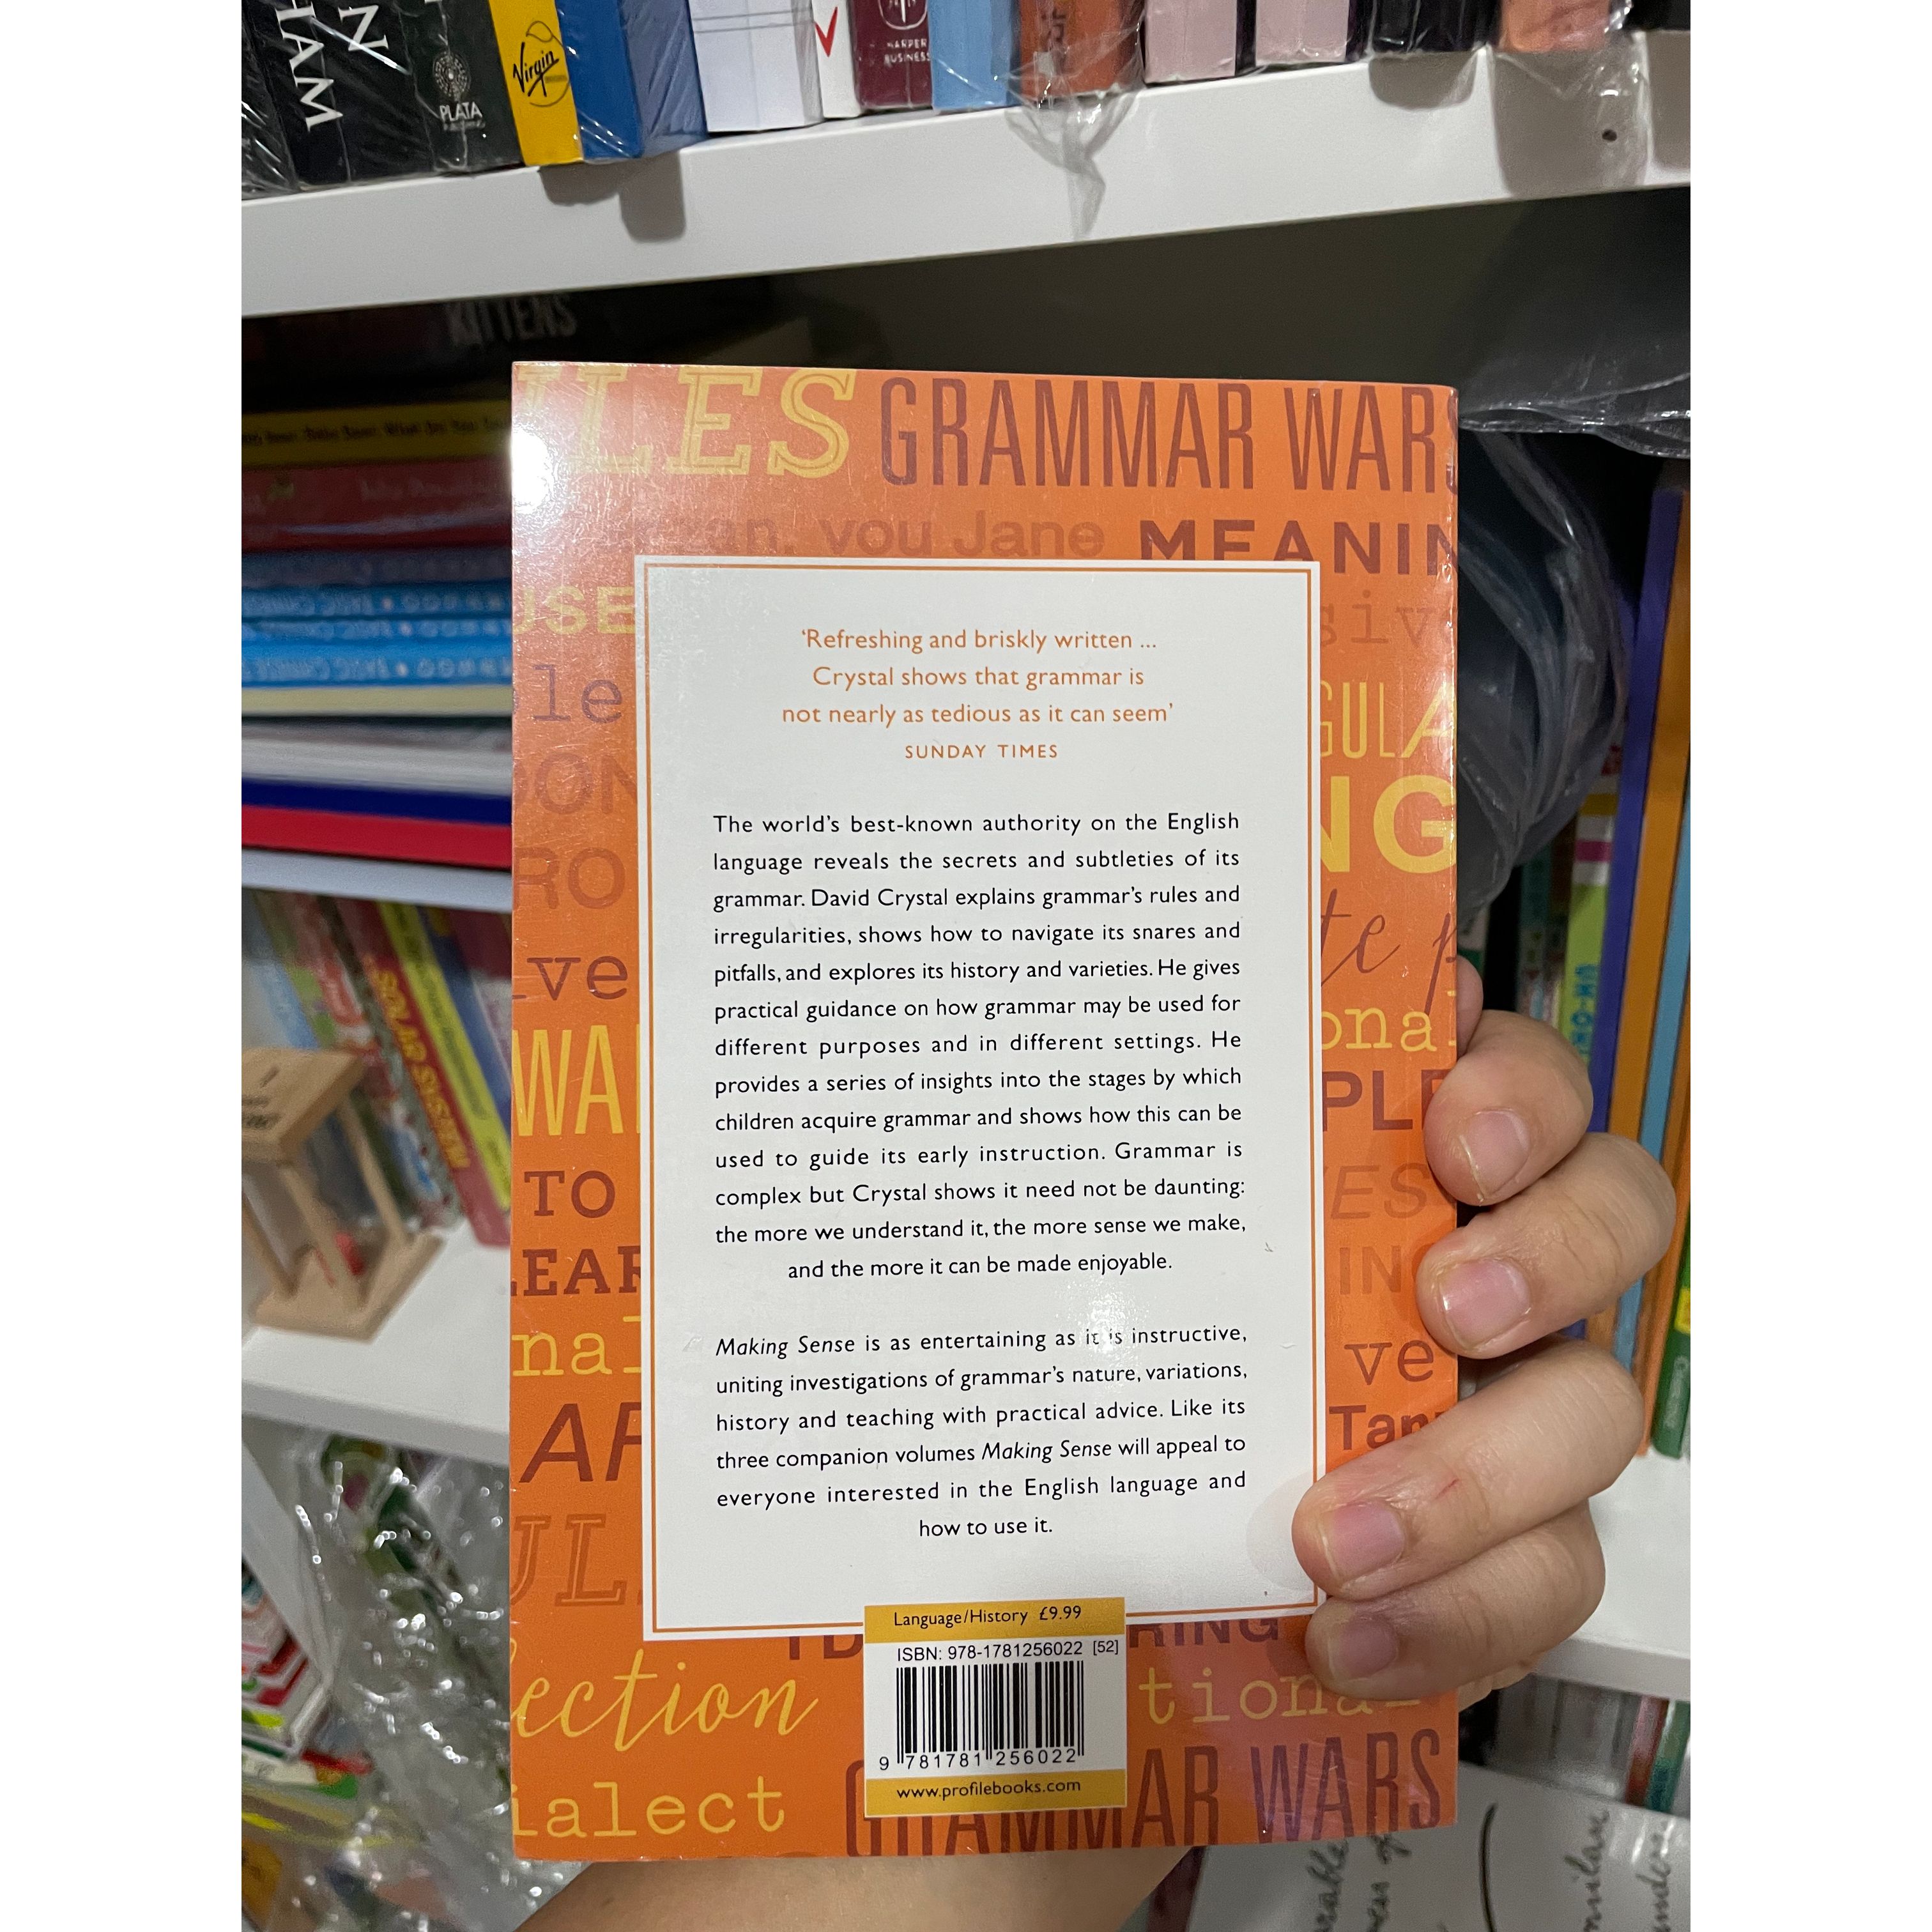 HAM
N
PLATA
Virgin
HARPER
BUSINESS
KITTENS
GRAMMAR WARS
you Jane
MEANIN
'Refreshing and briskly written ...
Crystal shows that grammar is
not nearly as tedious as it can seem'
SUNDAY TIMES
The world's best-known authority on the English
language reveals the secrets and subtleties of its
grammar. David Crystal explains grammar's rules and
irregularities, shows how to navigate its snares and
pitfalls, and explores its history and varieties. He gives
practical guidance on how grammar may be used for
different purposes and in different settings. He
provides a series of insights into the stages by which
children acquire grammar and shows how this can be
used to guide its early instruction. Grammar is
complex but Crystal shows it need not be daunting:
the more we understand it, the more sense we make,
and the more it can be made enjoyable.
Making Sense is as entertaining as it is instructive,
uniting investigations of grammar's nature, variations,
history and teaching with practical advice. Like its
three companion volumes Making Sense will appeal to
everyone interested in the English language and
how to use it.
TO
SOLAR SYSTEM
Language/History £9.99
ISBN: 978-1781256022 [52]
9 781781 256022
www.profilebooks.com
ection
tional
ialect
GRAMMAR WARS